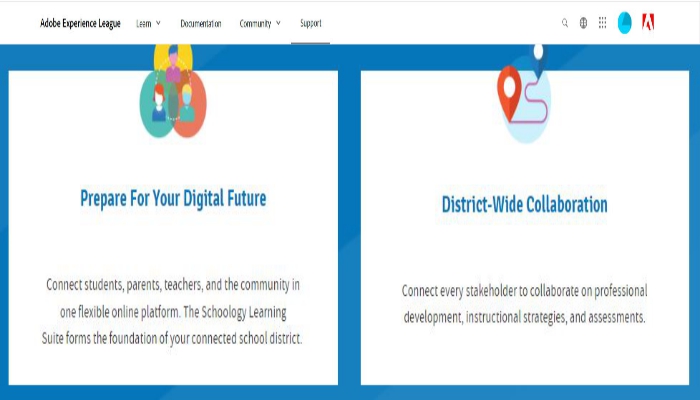 Adobe Experience League Learn Documentation Community Support
Prepare For Your Digital Future
Connect students, parents, teachers, and the community in
one flexible online platform. The Schoology Learning
Suite forms the foundation of your connected school district.
District-Wide Collaboration
Connect every stakeholder to collaborate on professional
development, instructional strategies, and assessments.